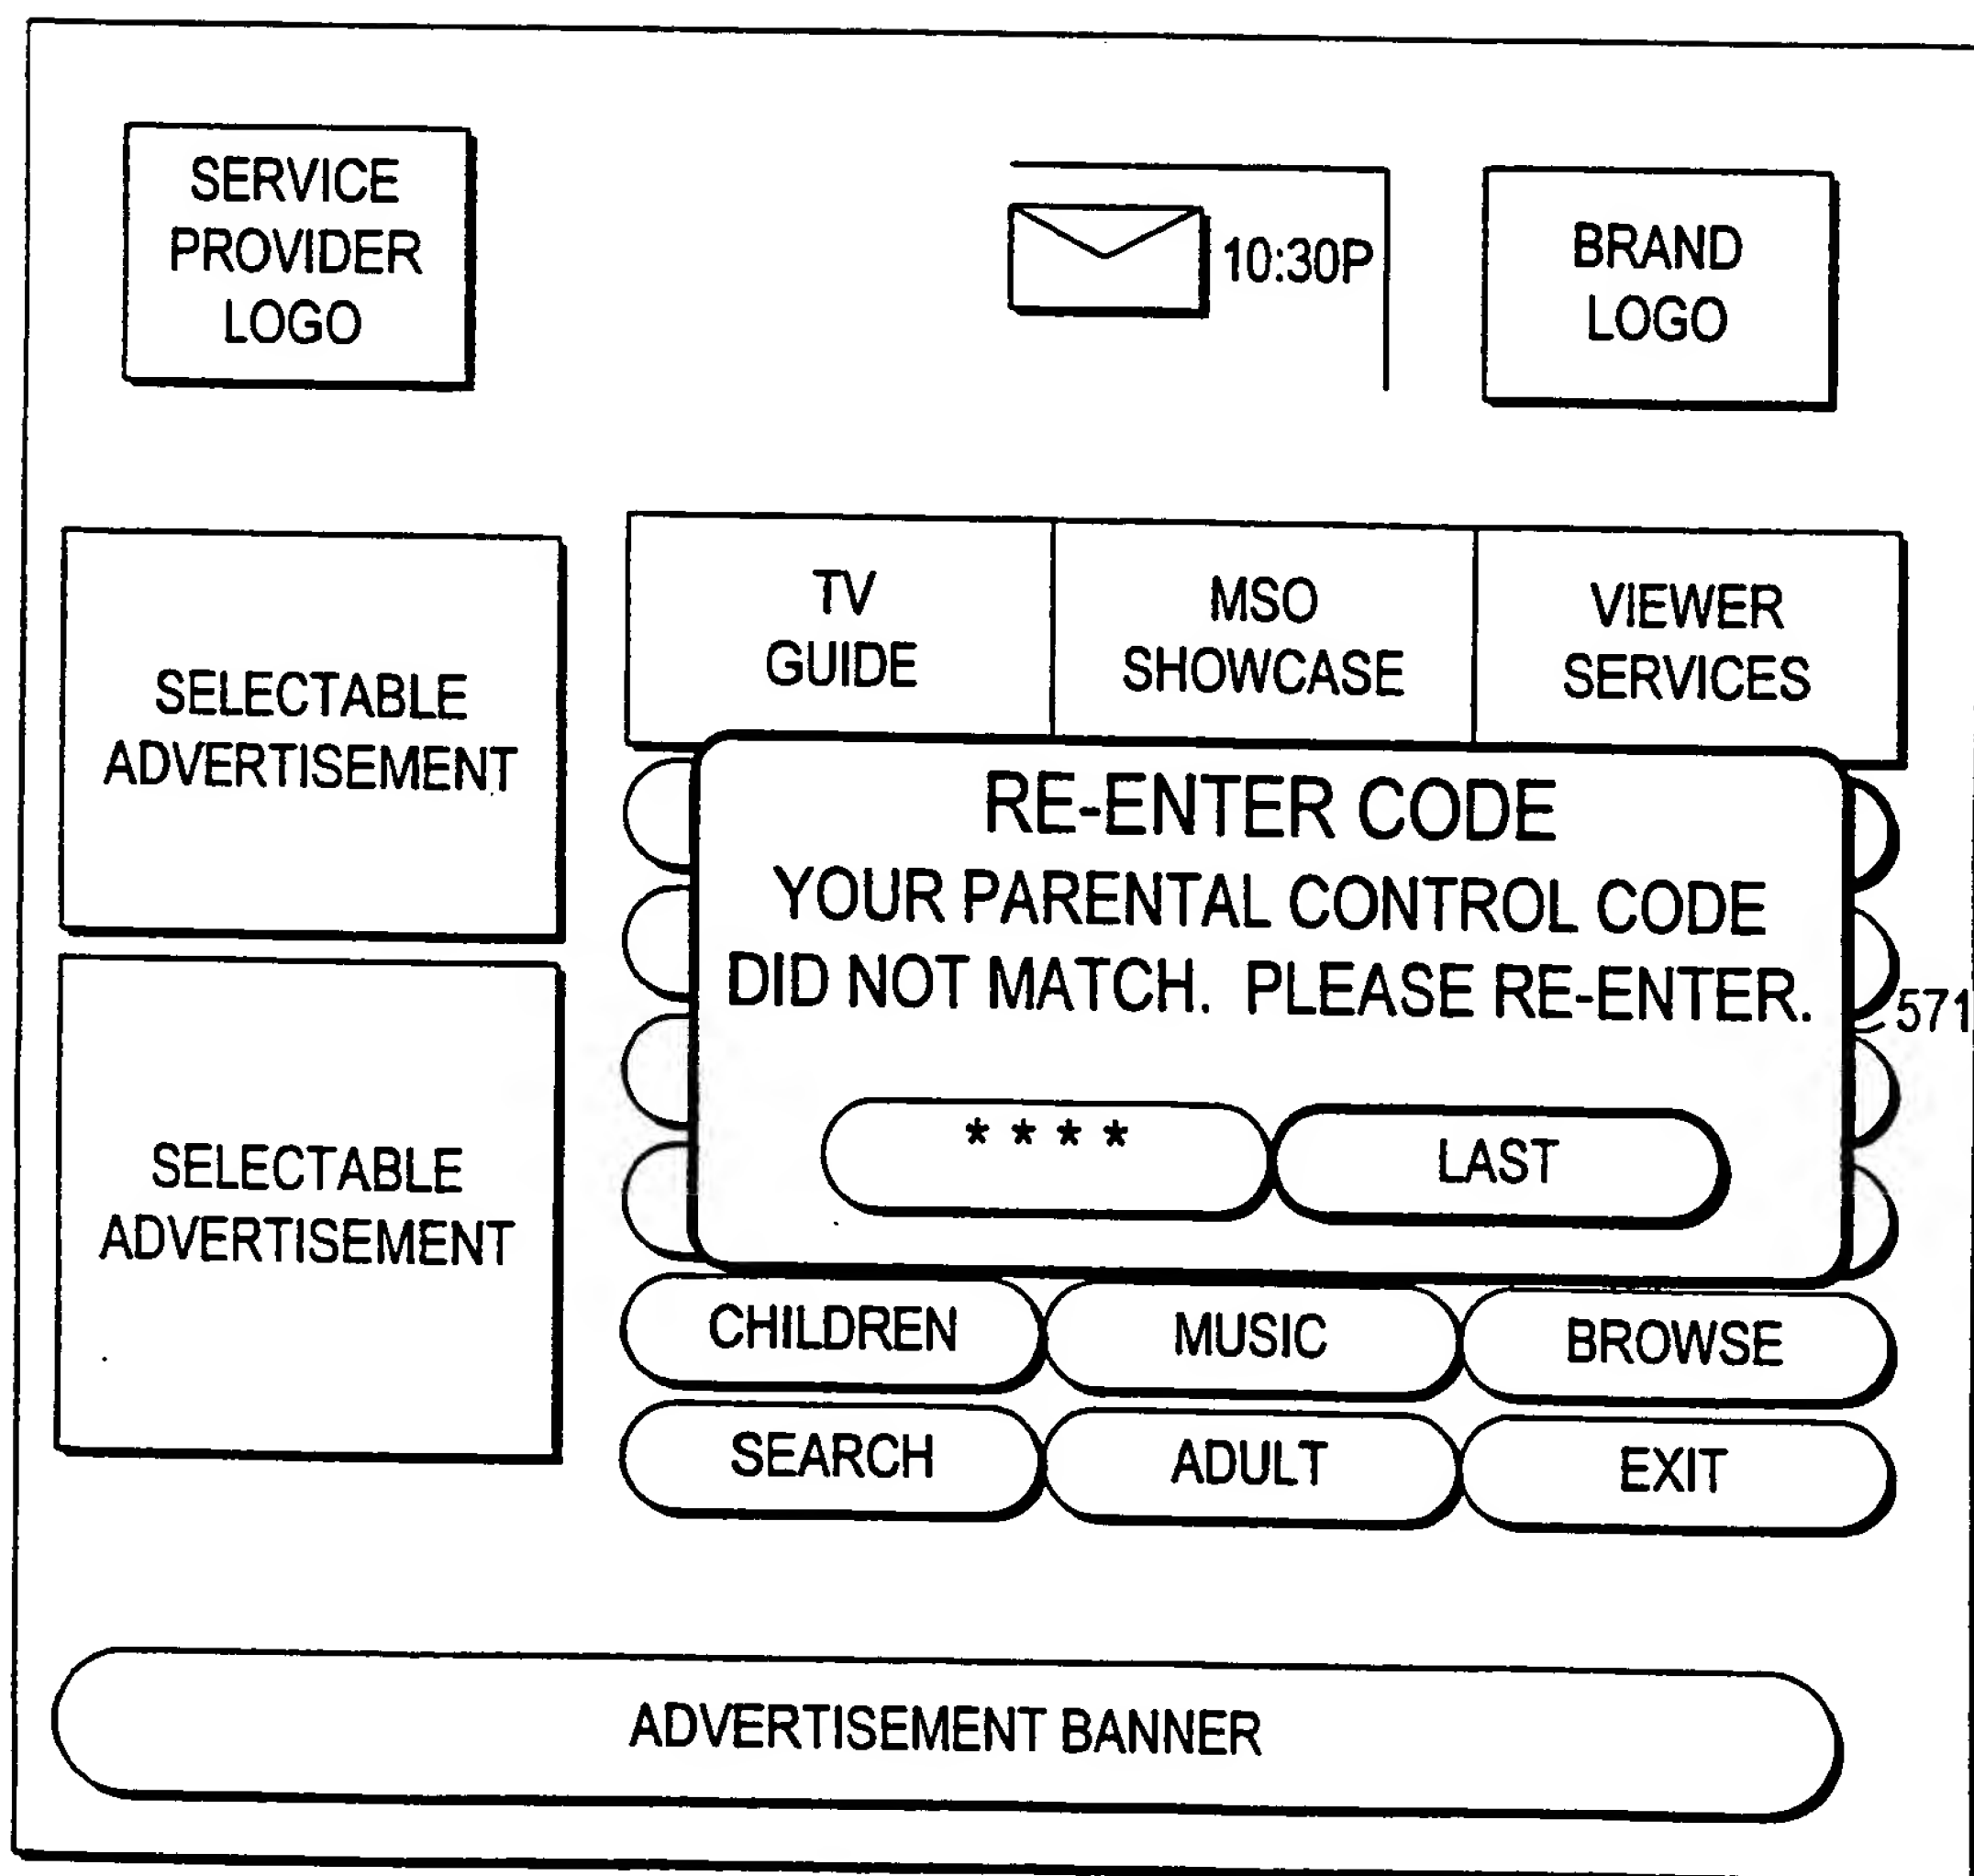 SERVICE
PROVIDER
LOGO
10:30P
BRAND
LOGO
SELECTABLE
ADVERTISEMENT
SELECTABLE
ADVERTISEMENT
TV
GUIDE
MSO
SHOWCASE
VIEWER
SERVICES
RE-ENTER CODE
YOUR PARENTAL CONTROL CODE
DID NOT MATCH. PLEASE RE-ENTER.
571
* * * *
LAST
CHILDREN
MUSIC
BROWSE
SEARCH
ADULT
EXIT
ADVERTISEMENT BANNER